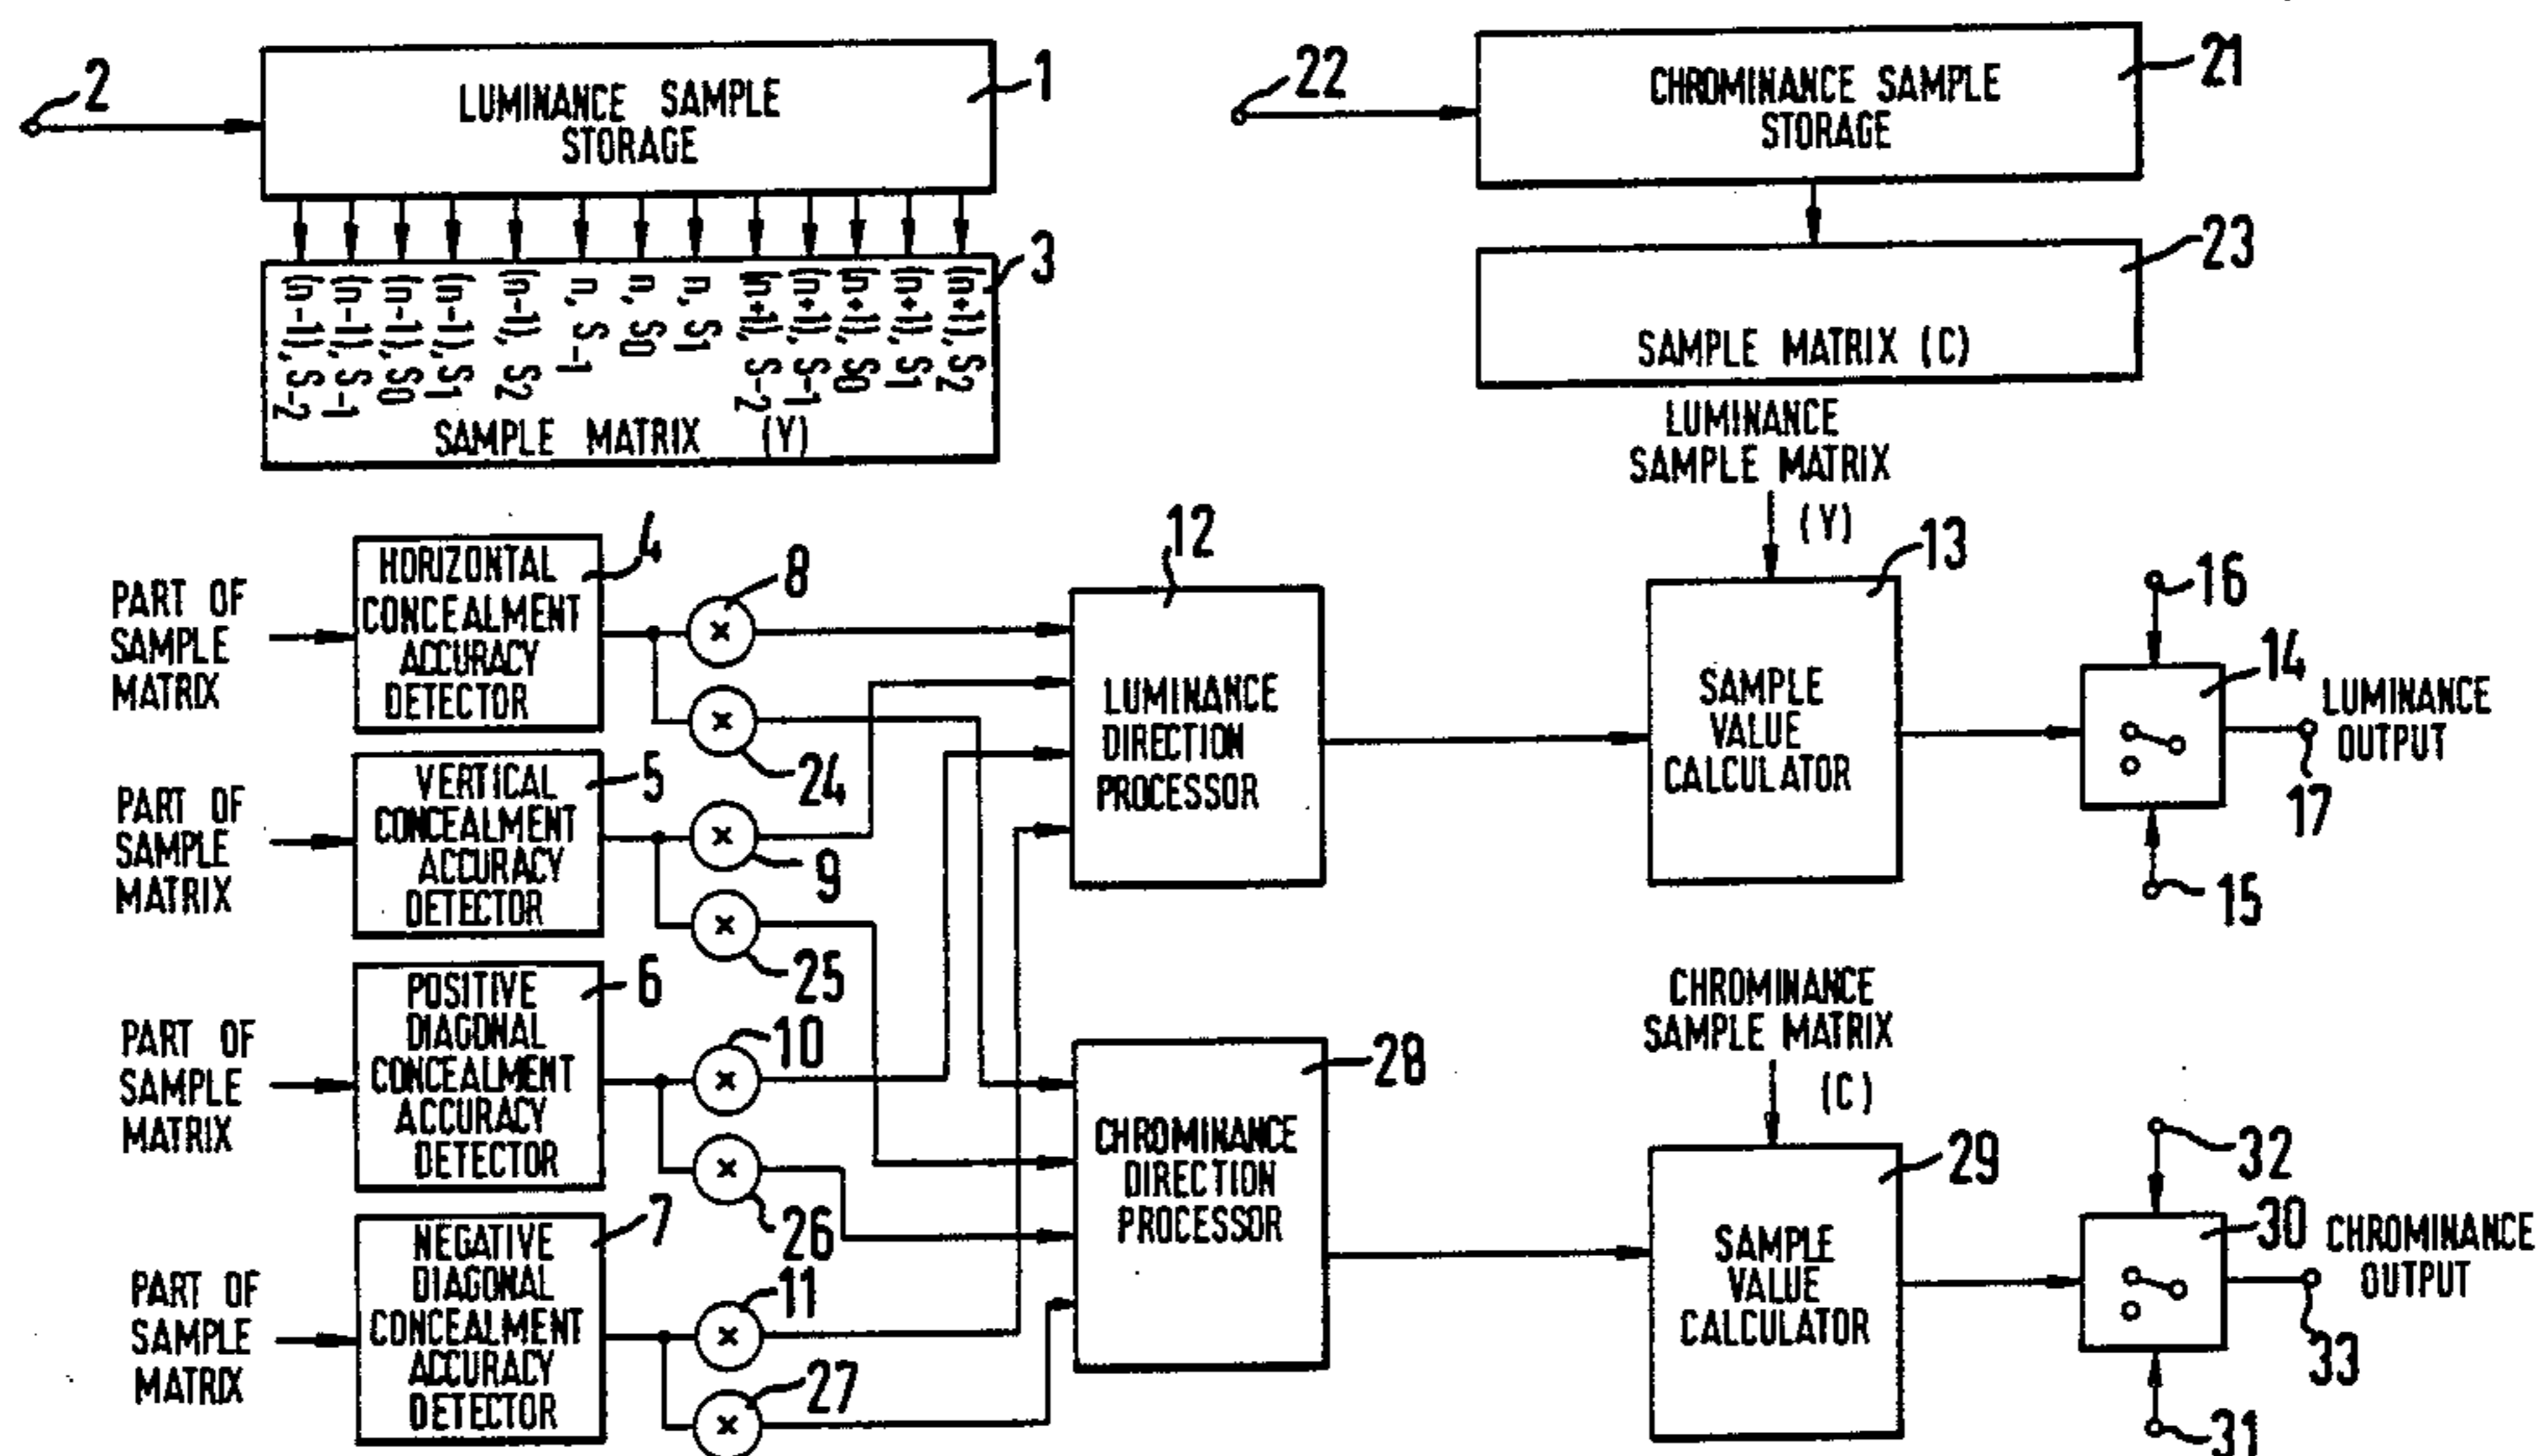 2
LUMINANCE SAMPLE
STORAGE
1
22
CHROMINANCE SAMPLE
STORAGE
21
(n-1), S-2
(n-1), S-1
(n-1), S0
(n-1), S1
(n-1), S2
n, S-1
n, S0
n, S1
(n+1), S-2
(n+1), S-1
(n+1), S0
(n+1), S1
(n+1), S2
SAMPLE MATRIX (Y)
3
SAMPLE MATRIX (C)
23
PART OF
SAMPLE
MATRIX
HORIZONTAL
CONCEALMENT
ACCURACY
DETECTOR
4
8
24
PART OF
SAMPLE
MATRIX
VERTICAL
CONCEALMENT
ACCURACY
DETECTOR
5
9
25
PART OF
SAMPLE
MATRIX
POSITIVE
DIAGONAL
CONCEALMENT
ACCURACY
DETECTOR
6
10
26
PART OF
SAMPLE
MATRIX
NEGATIVE
DIAGONAL
CONCEALMENT
ACCURACY
DETECTOR
7
11
27
12
LUMINANCE
DIRECTION
PROCESSOR
LUMINANCE
SAMPLE MATRIX
(Y)
13
SAMPLE
VALUE
CALCULATOR
16
14
LUMINANCE
OUTPUT
17
15
28
CHROMINANCE
DIRECTION
PROCESSOR
CHROMINANCE
SAMPLE MATRIX
(C)
29
SAMPLE
VALUE
CALCULATOR
32
30
CHROMINANCE
OUTPUT
33
31